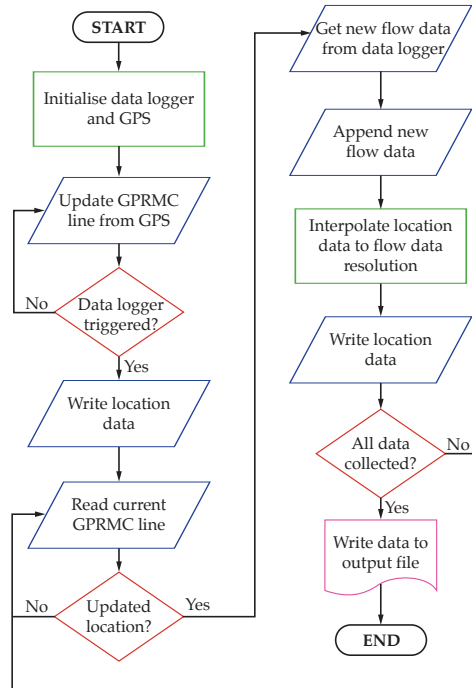 START
Initialise data logger
and GPS
Update GPRMC
line from GPS
No
Data logger
triggered?
Yes
Write location
data
Read current
GPRMC line
No
Updated
location?
Yes
Get new flow data
from data logger
Append new
flow data
Interpolate location
data to flow data
resolution
Write location
data
All data
collected?
No
Yes
Write data to
output file
END